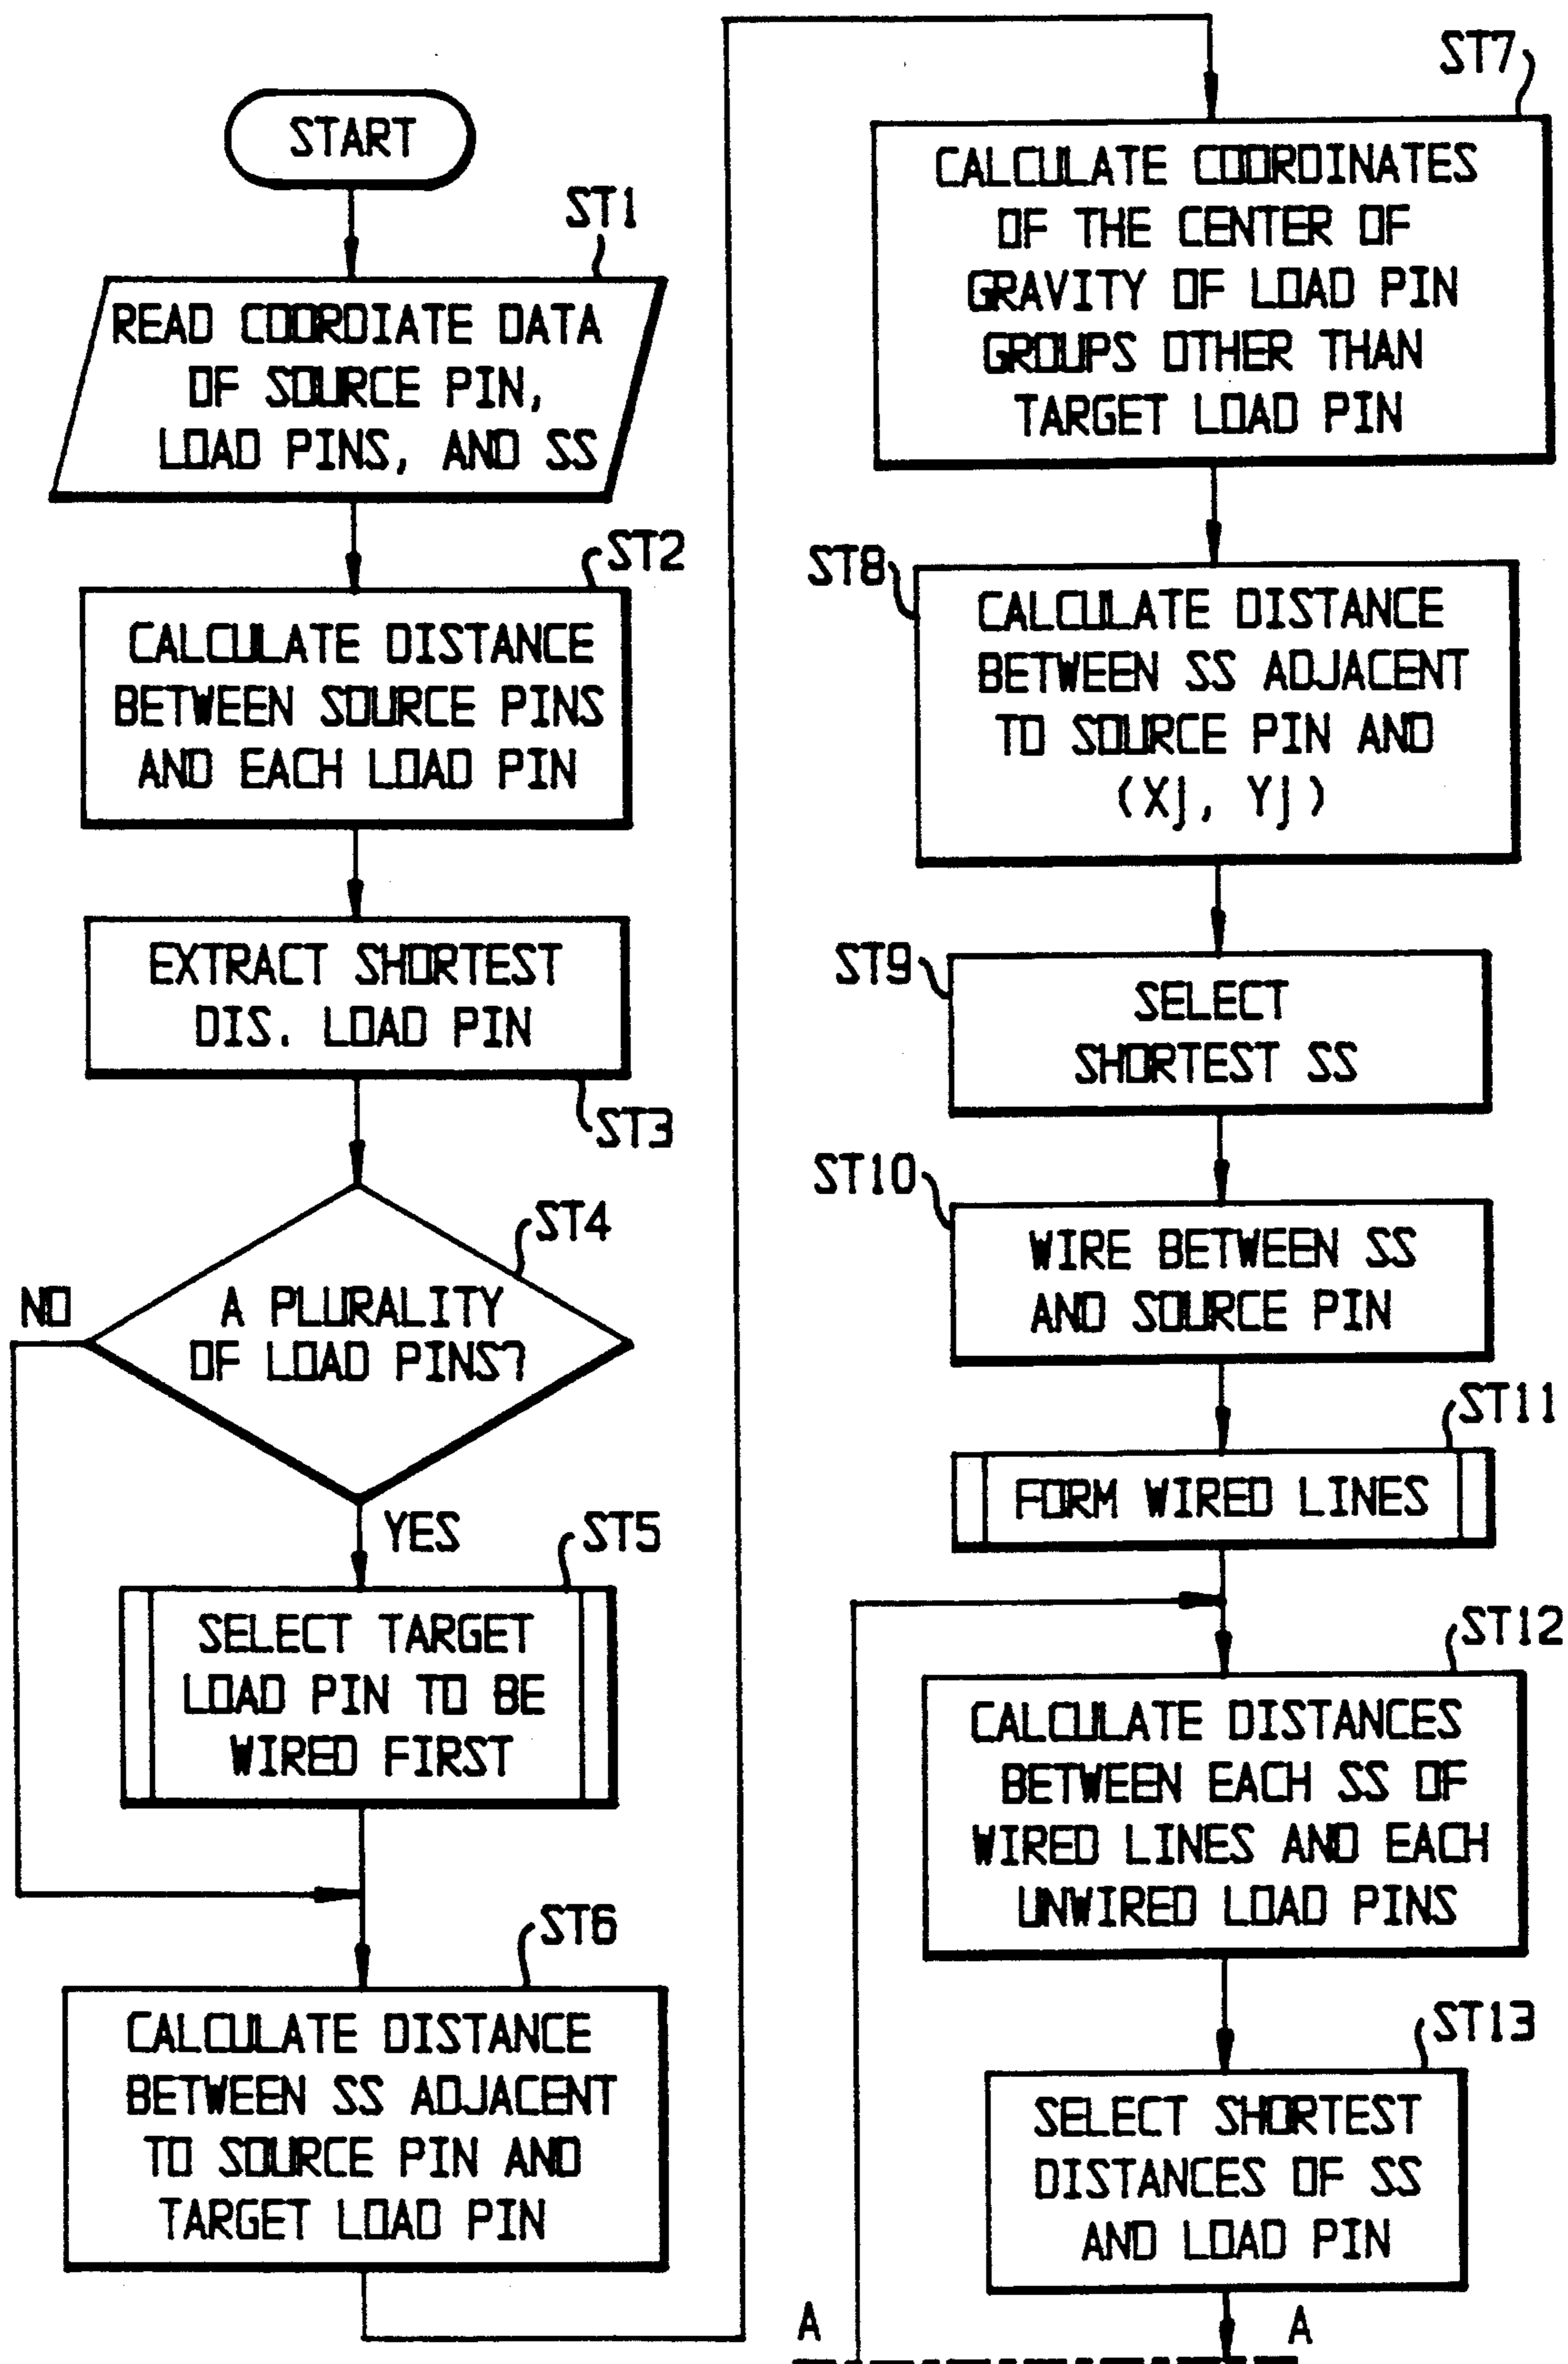 START
ST1
READ COORDIATE DATA
OF SOURCE PIN,
LOAD PINS, AND SS
ST2
CALCULATE DISTANCE
BETWEEN SOURCE PINS
AND EACH LOAD PIN
EXTRACT SHORTEST
DIS. LOAD PIN
ST3
ST4
NO
A PLURALITY
OF LOAD PINS?
YES
ST5
SELECT TARGET
LOAD PIN TO BE
WIRED FIRST
ST6
CALCULATE DISTANCE
BETWEEN SS ADJACENT
TO SOURCE PIN AND
TARGET LOAD PIN
ST7
CALCULATE COORDINATES
OF THE CENTER OF
GRAVITY OF LOAD PIN
GROUPS OTHER THAN
TARGET LOAD PIN
ST8
CALCULATE DISTANCE
BETWEEN SS ADJACENT
TO SOURCE PIN AND
(Xj, Yj)
ST9
SELECT
SHORTEST SS
ST10
WIRE BETWEEN SS
AND SOURCE PIN
ST11
FORM WIRED LINES
ST12
CALCULATE DISTANCES
BETWEEN EACH SS OF
WIRED LINES AND EACH
UNWIRED LOAD PINS
ST13
SELECT SHORTEST
DISTANCES OF SS
AND LOAD PIN
A
A